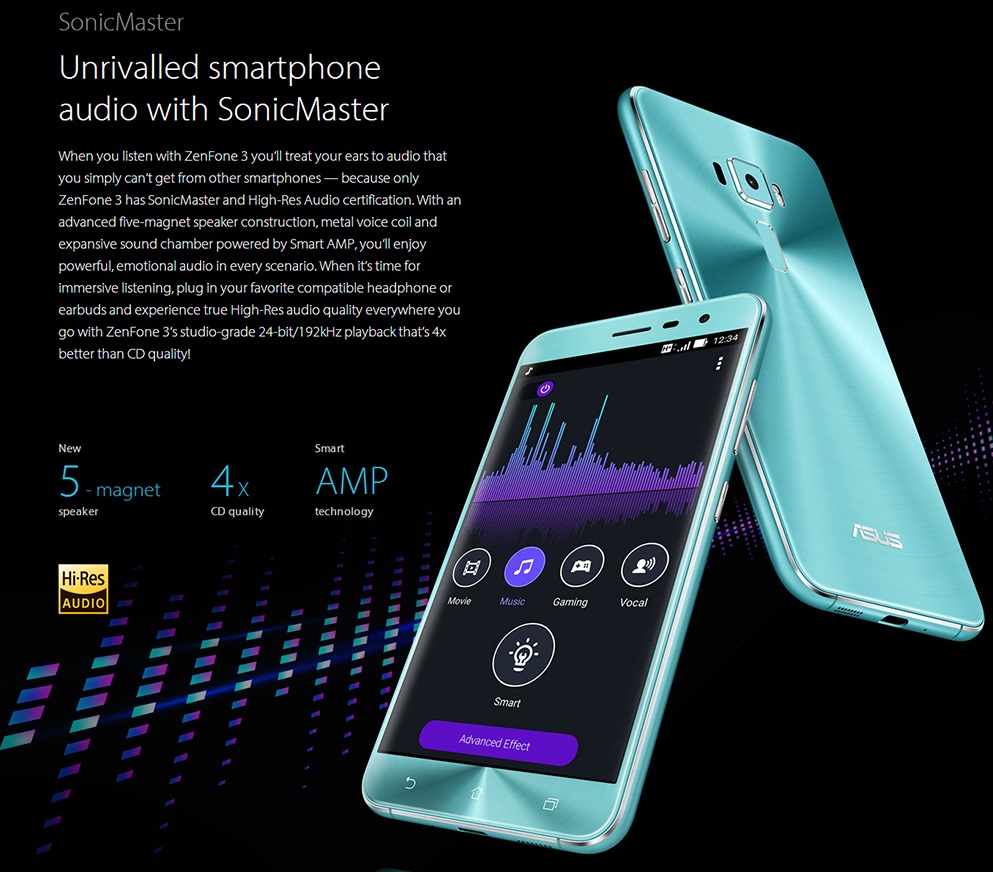 SonicMaster
Unrivalled smartphone
audio with SonicMaster
When you listen with ZenFone 3 you'll treat your ears to audio that
you simply can't get from other smartphones — because only
ZenFone 3 has SonicMaster and High-Res Audio certification. With an
advanced five-magnet speaker construction, metal voice coil and
expansive sound chamber powered by Smart AMP, you'll enjoy
powerful, emotional audio in every scenario. When it's time for
immersive listening, plug in your favorite compatible headphone or
earbuds and experience true High-Res audio quality everywhere you
go with ZenFone 3's studio-grade 24-bit/192kHz playback that's 4x
better than CD quality!
New
5 - magnet
speaker
4 x
CD quality
Smart
AMP
technology
Hi-Res
AUDIO
12:34
Movie
Music
Gaming
Vocal
Smart
Advanced Effect
ASUS